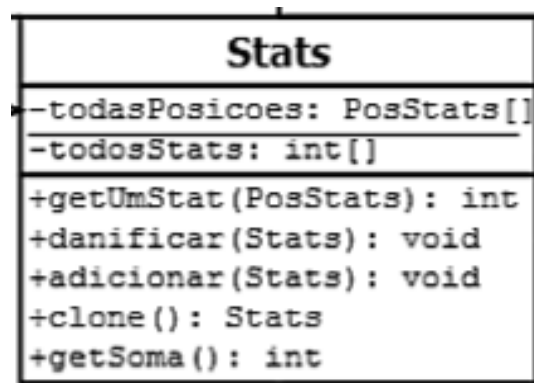 Stats
-todasPosicoes: PosStats[]
-todosStats: int[]
+getUmStat(PosStats): int
+danificar(Stats): void
+adicionar(Stats): void
+clone(): Stats
+getSoma(): int